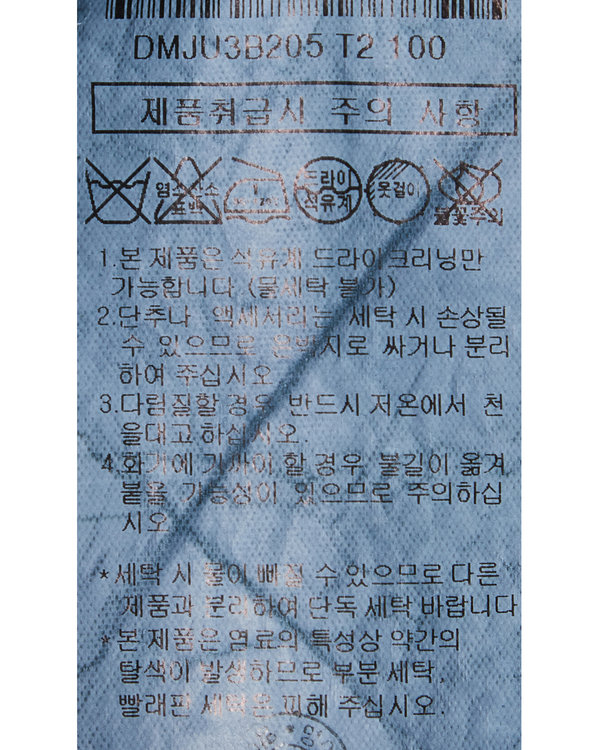 DMJU3B205 T2 100
제품취급시 주의 사항
염소산소
표백
드라이
석유계
옷걸이
불꽃주의
1.본 제품은 석유계 드라이크리닝만
가능합니다 (물세탁 불가)
2.단추나 액세서리는 세탁 시 손상될
수 있으므로 은박지로 싸거나 분리
하여 주십시오
3.다림질할 경우 반드시 저온에서 천
을대고 하십시오.
4.화기에 가까이 할 경우 불길이 옮겨
붙을 가능성이 있으므로 주의하십
시오
*세탁 시 물이 빠질 수 있으므로 다른
제품과 분리하여 단독 세탁 바랍니다
*본 제품은 염료의 특성상 약간의
탈색이 발생하므로 부분 세탁,
빨래판 세탁은 피해 주십시오.